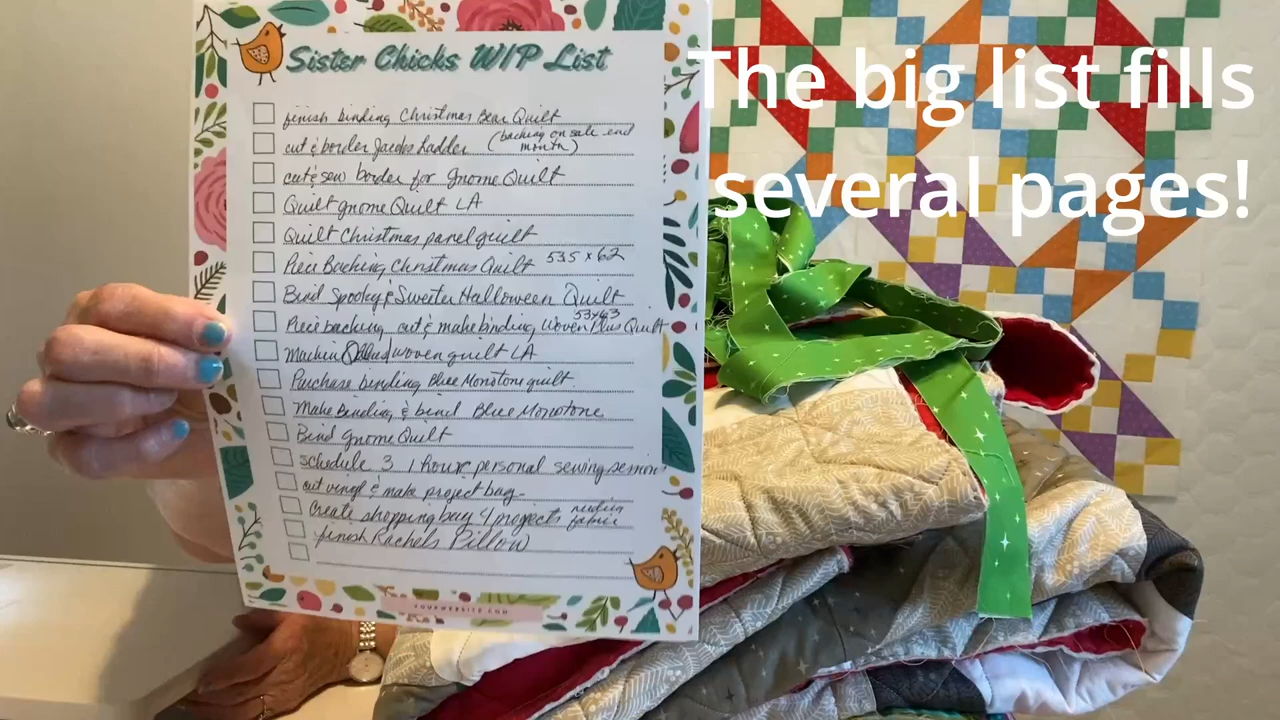 Sister Chicks WIP List
The big list fills
several pages!
finish binding Christmas Bear Quilt
cut & border Jacobs Ladder (backing on sale end month)
cut & sew border for Gnome Quilt
Quilt gnome Quilt LA
Quilt Christmas panel quilt
Piece Backing Christmas Quilt 53.5 x 62
Bind Spooky & Sweeter Halloween Quilt
Piece backing cut & make binding Woven Plus Quilt 53x63
Machine woven quilt LA
Purchase binding Blue Monotone quilt
Make Binding & bind Blue Monotone
Bind Gnome Quilt
schedule 3 1 hour personal sewing sessions
cut vinyl & make project bag
Create shopping bag 4 projects needing fabric
finish Rachels Pillow
YOURWEBSITE.COM